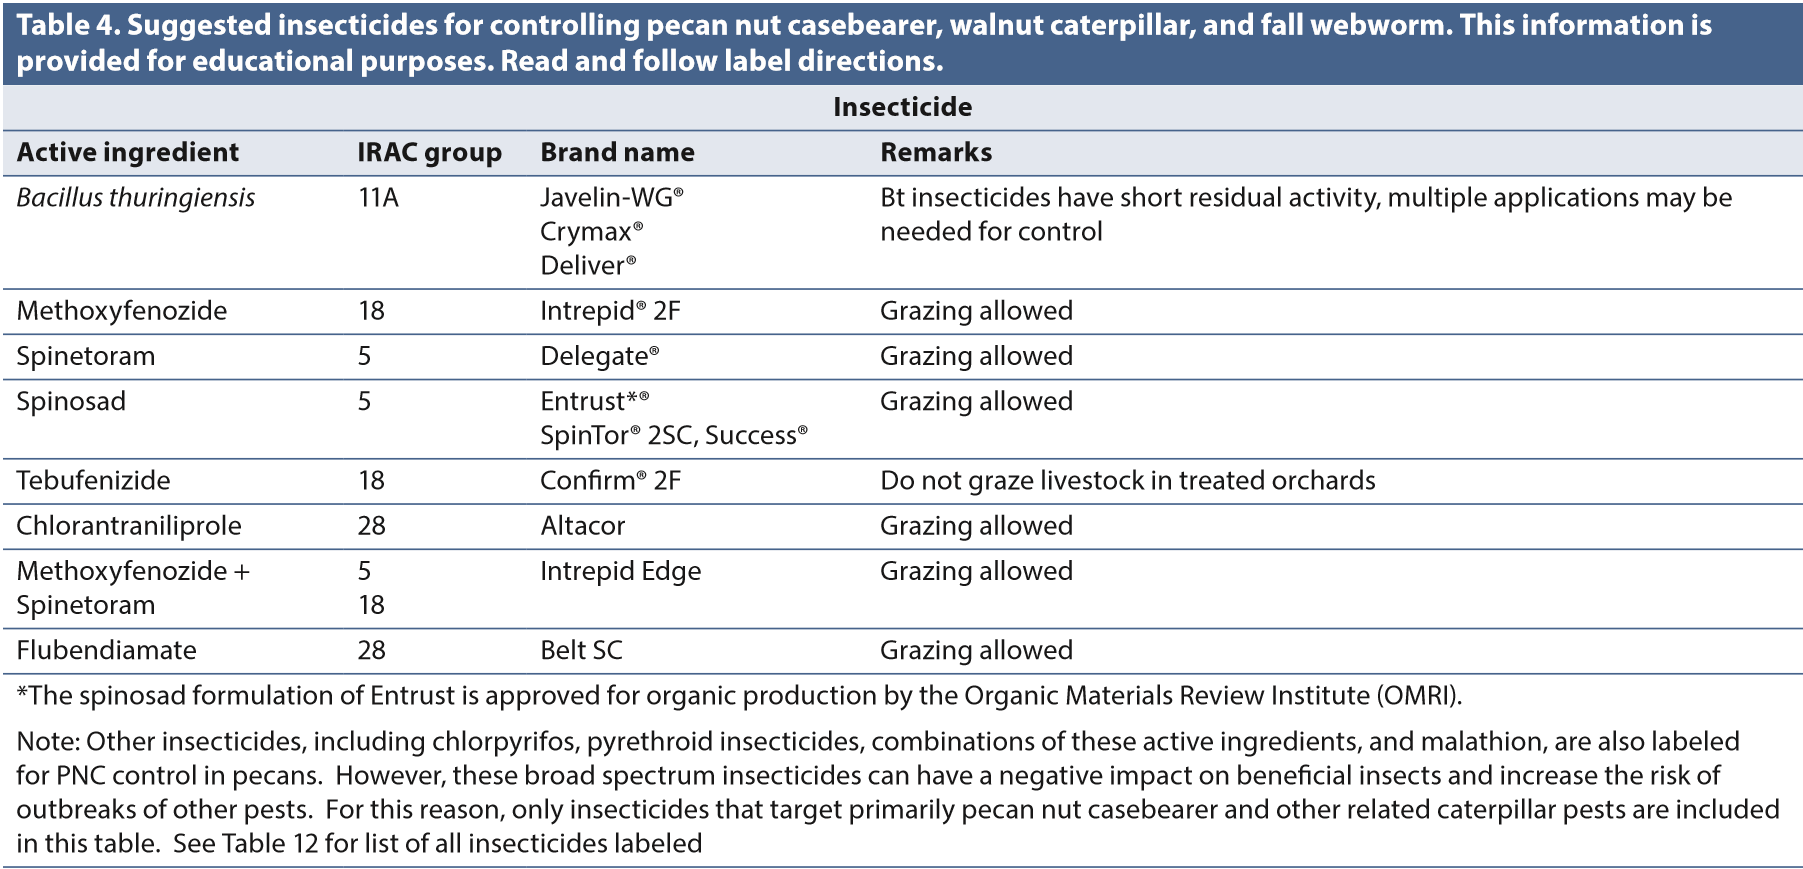 Table 4. Suggested insecticides for controlling pecan nut casebearer, walnut caterpillar, and fall webworm. This information is
provided for educational purposes. Read and follow label directions.
Insecticide
Active ingredient IRAC group Brand name Remarks
Bacillus thuringiensis 11A Javelin-WG® Bt insecticides have short residual activity, multiple applications may be
Crymax® needed for control
Deliver®
Methoxyfenozide 18 Intrepid® 2F Grazing allowed
Spinetoram 5 Delegate® Grazing allowed
Spinosad 5 Entrust*® Grazing allowed
SpinTor® 2SC, Success®
Tebufenizide 18 Confirm® 2F Do not graze livestock in treated orchards
Chlorantraniliprole 28 Altacor Grazing allowed
Methoxyfenozide + 5 Intrepid Edge Grazing allowed
Spinetoram 18
Flubendiamate 28 Belt SC Grazing allowed
*The spinosad formulation of Entrust is approved for organic production by the Organic Materials Review Institute (OMRI).
Note: Other insecticides, including chlorpyrifos, pyrethroid insecticides, combinations of these active ingredients, and malathion, are also labeled
for PNC control in pecans.  However, these broad spectrum insecticides can have a negative impact on beneficial insects and increase the risk of
outbreaks of other pests.  For this reason, only insecticides that target primarily pecan nut casebearer and other related caterpillar pests are included
in this table.  See Table 12 for list of all insecticides labeled